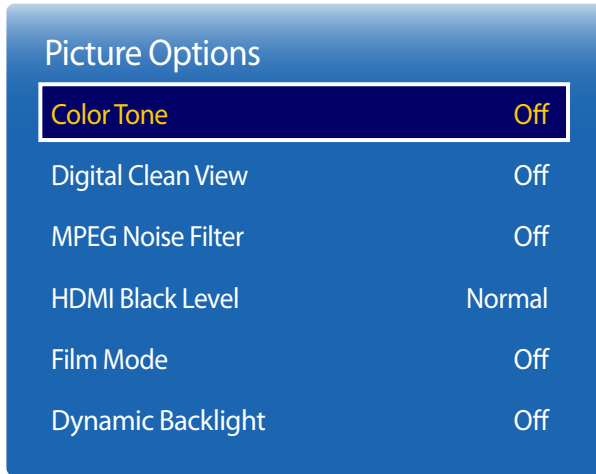 Picture Options
Color Tone Off
Digital Clean View Off
MPEG Noise Filter Off
HDMI Black Level Normal
Film Mode Off
Dynamic Backlight Off